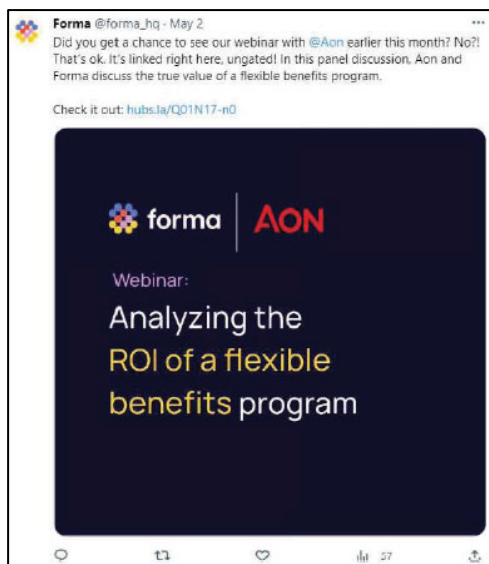 Forma @forma_hq · May 2
Did you get a chance to see our webinar with @Aon earlier this month? No?!
That's ok. It's linked right here, ungated! In this panel discussion, Aon and
Forma discuss the true value of a flexible benefits program.
Check it out: hubs.la/Q01N17-n0
forma
AON
Webinar:
Analyzing the
ROI of a flexible
benefits program
57